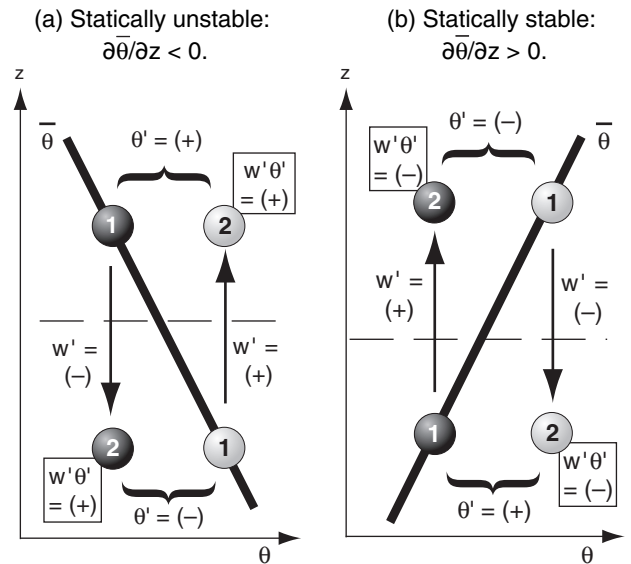 (a) Statically unstable:
∂θ̅/∂z < 0.
z
θ̅
θ' = (+)
w'θ'
= (+)
1
2
w' =
(–)
w' =
(+)
2
1
w'θ'
= (+)
θ' = (–)
θ
(b) Statically stable:
∂θ̅/∂z > 0.
z
θ' = (–)
θ̅
w'θ'
= (–)
2
1
w' =
(+)
w' =
(–)
1
2
w'θ'
= (–)
θ' = (+)
θ